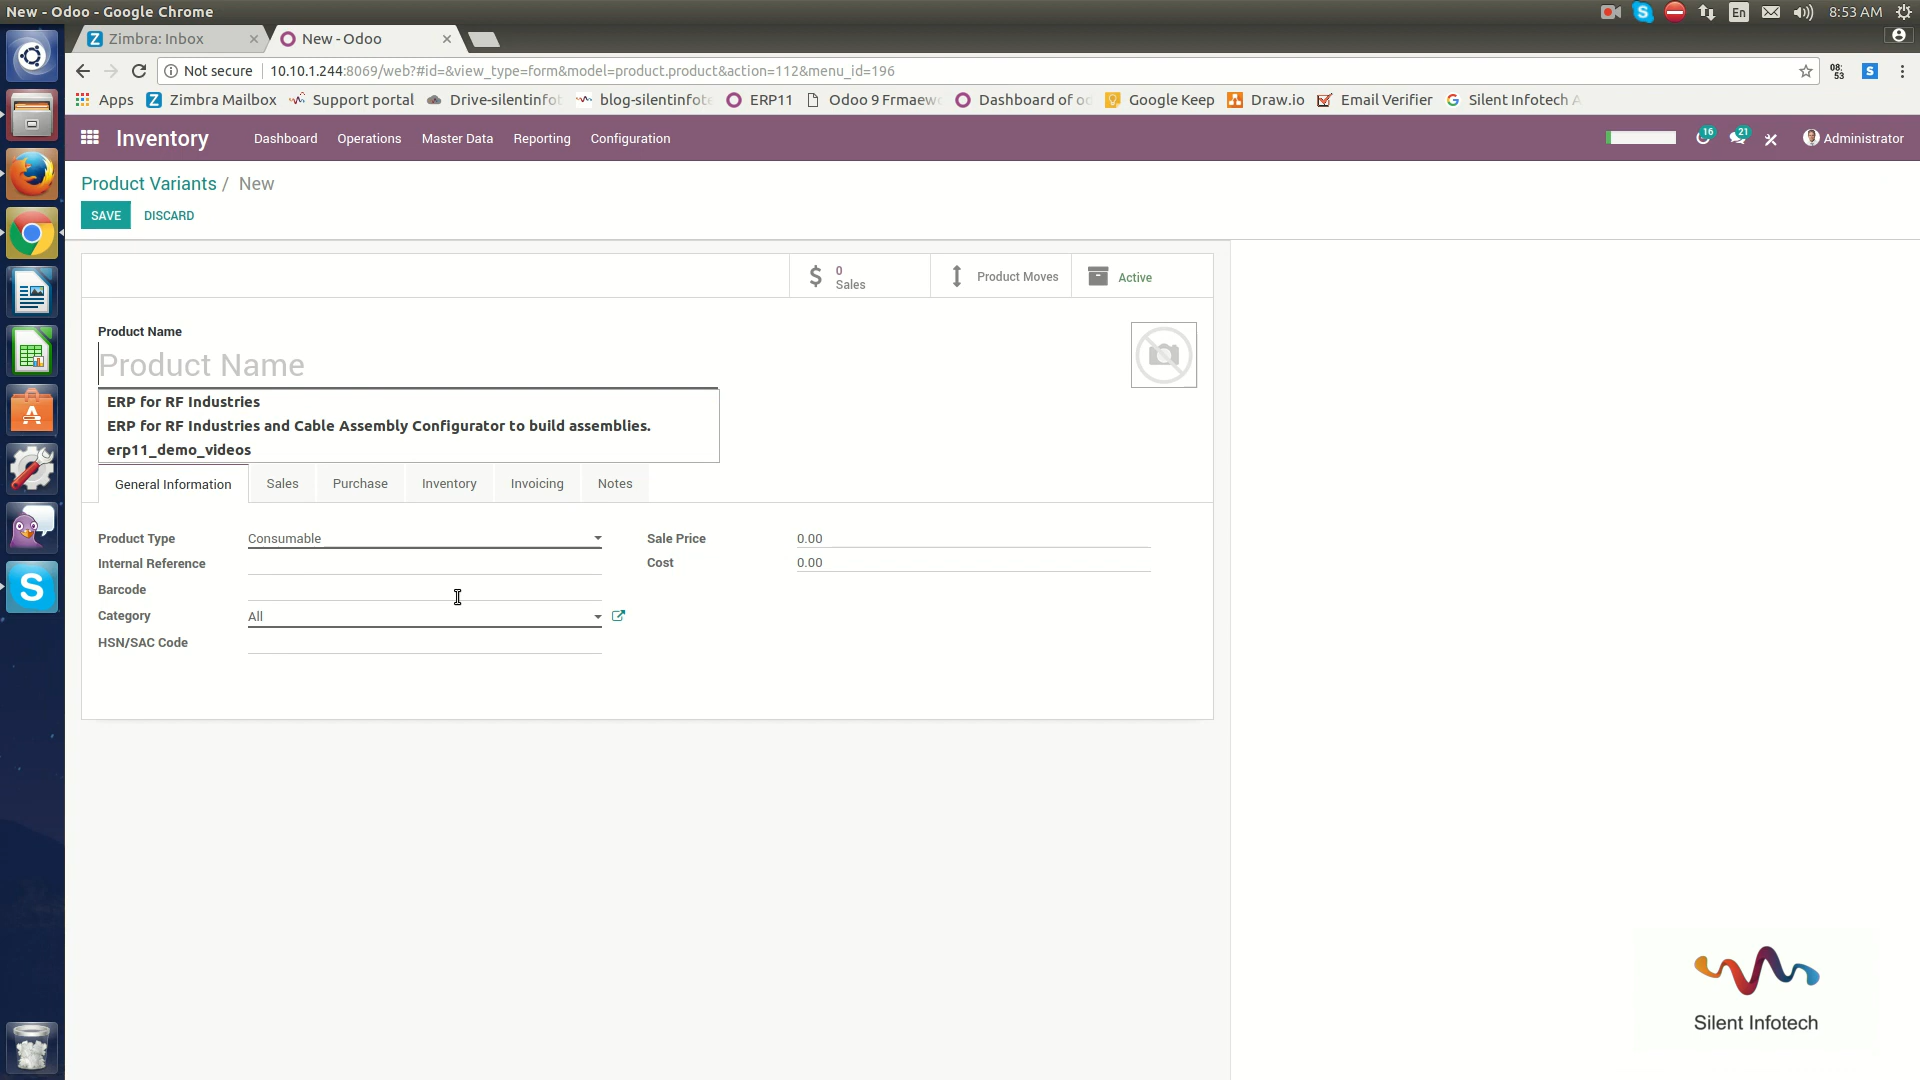 New - Odoo - Google Chrome
En
8:53 AM
Zimbra: Inbox
New - Odoo
Not secure
10.10.1.244:8069/web?#id=&view_type=form&model=product.product&action=112&menu_id=196
08:
53
S
Apps
Zimbra Mailbox
Support portal
Drive-silentinfot
blog-silentinfote
ERP11
Odoo 9 Frmaew
Dashboard of oc
Google Keep
Draw.io
Email Verifier
Silent Infotech A
Inventory
Dashboard
Operations
Master Data
Reporting
Configuration
16
21
Administrator
Product Variants / New
SAVE
DISCARD
0
Sales
Product Moves
Active
Product Name
Product Name
ERP for RF Industries
ERP for RF Industries and Cable Assembly Configurator to build assemblies.
erp11_demo_videos
General Information
Sales
Purchase
Inventory
Invoicing
Notes
Product Type
Consumable
Sale Price
0.00
Internal Reference
Cost
0.00
Barcode
Category
All
HSN/SAC Code
Silent Infotech